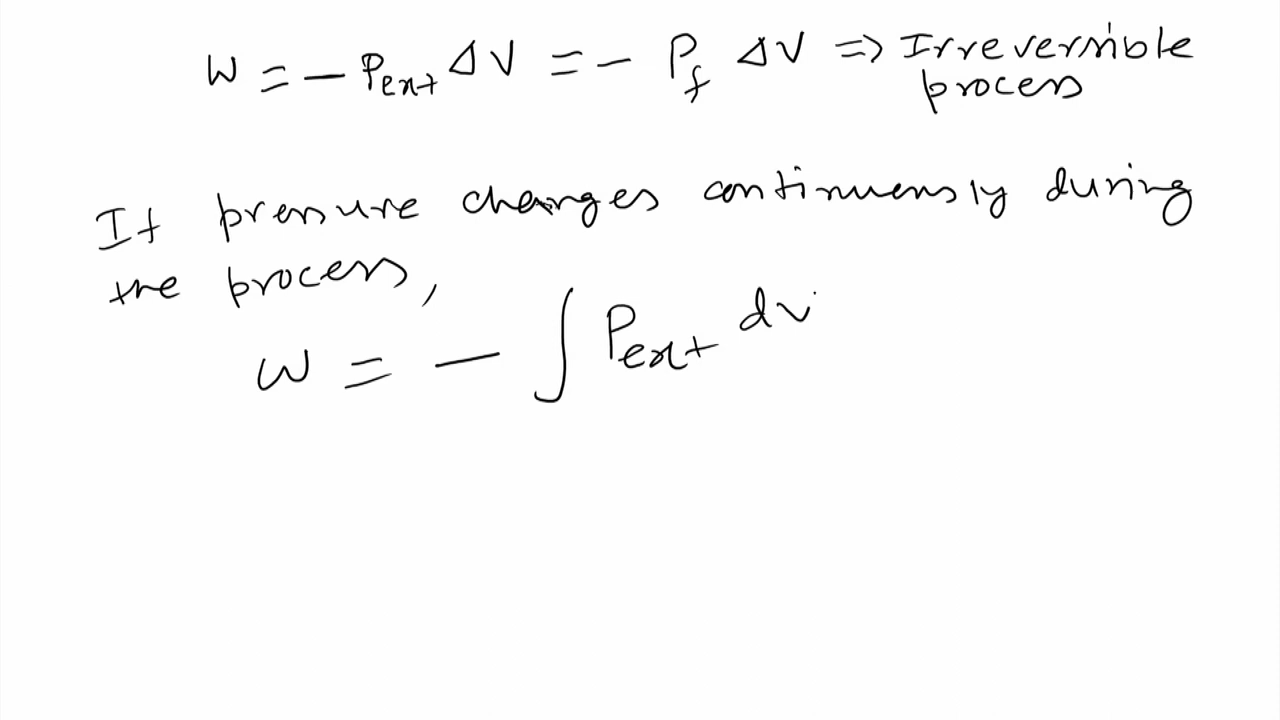 W = - Pext ΔV = - Pf ΔV => Irreversible
process
If pressure changes continuously during
the process,
W = - ∫ Pext dv